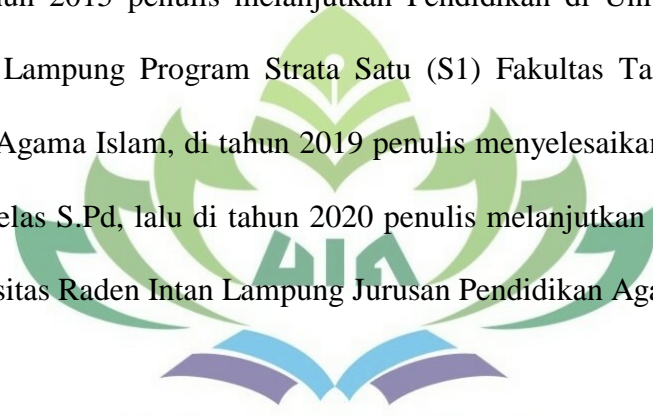 2015 penulis melanjutkan Pendidikan di
Lampung Program Strata Satu (S1) Fakultas
Agama Islam, di tahun 2019 penulis menyelesaikan
S.Pd, lalu di tahun 2020 penulis melanjutkan
Raden Intan Lampung Jurusan Pendidikan
UIN